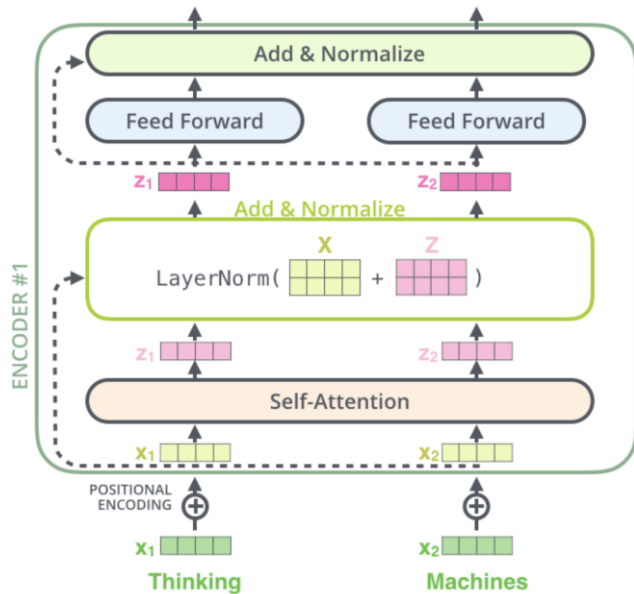 Add & Normalize
Feed Forward
Feed Forward
z1
z2
Add & Normalize
X
Z
LayerNorm( + )
ENCODER #1
z1
z2
Self-Attention
x1
x2
POSITIONAL
ENCODING
x1
x2
Thinking
Machines